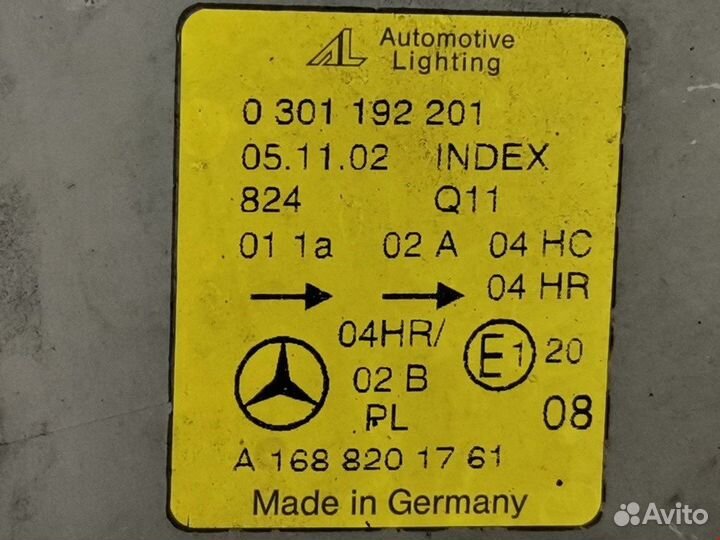 AL Automotive
Lighting
0 301 192 201
05.11.02 INDEX
824 Q11
01 1a 02 A 04 HC
04 HR
04HR/
02 B
PL
E1 20
08
A 168 820 17 61
Made in Germany
Avito